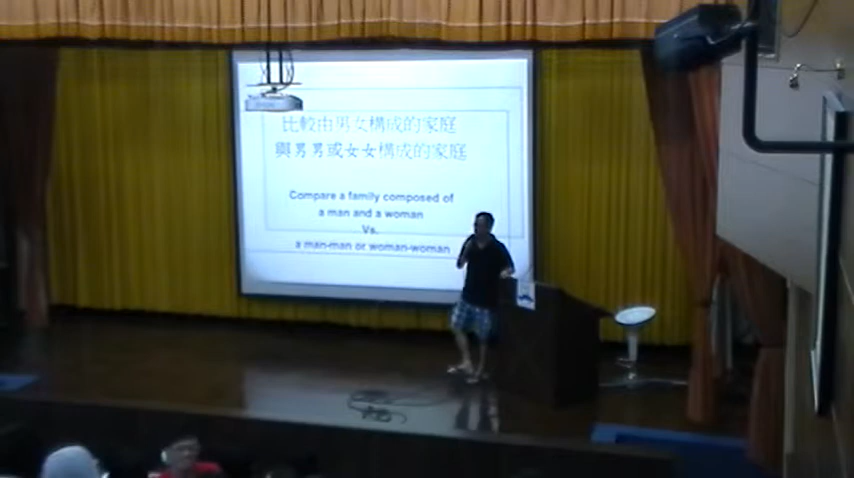 比較由男女構成的家庭
與男男或女女構成的家庭
Compare a family composed of
a man and a woman
Vs.
a man-man or woman-woman